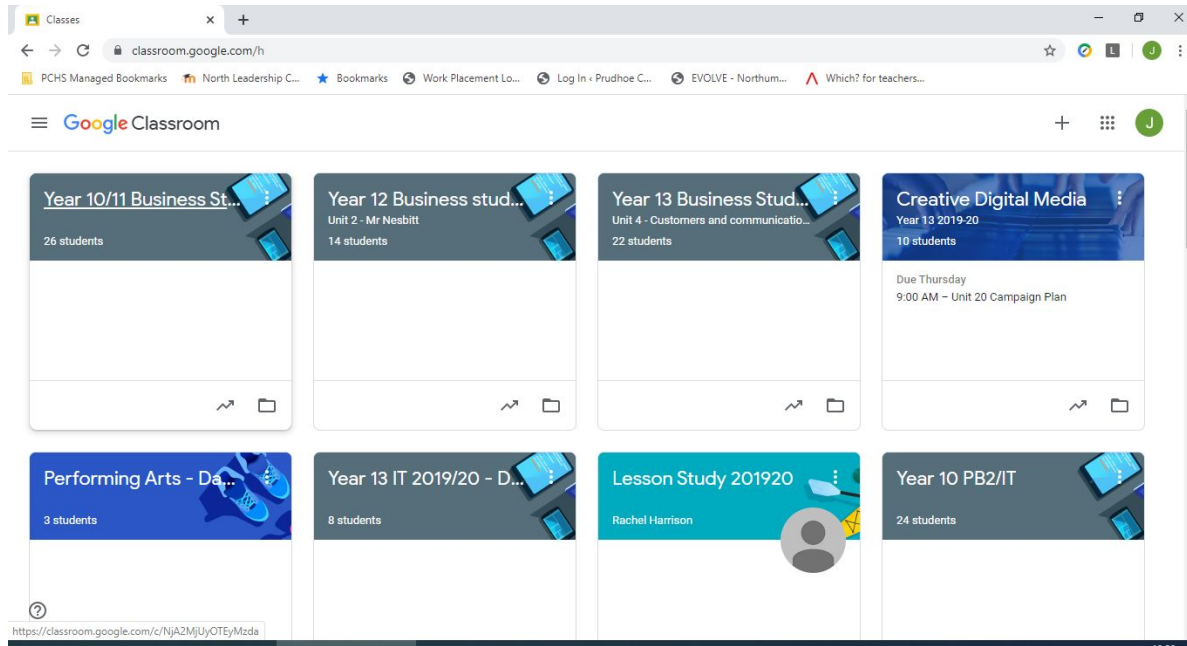 Classes
classroom.google.com/h
L
J
PCHS Managed Bookmarks North Leadership C... Bookmarks Work Placement Lo... Log In ‹ Prudhoe C... EVOLVE - Northum... Which? for teachers...
Google Classroom
J
Year 10/11 Business St...
26 students
Year 12 Business stud...
Unit 2 - Mr Nesbitt
14 students
Year 13 Business Stud...
Unit 4 - Customers and communicatio...
22 students
Creative Digital Media
Year 13 2019-20
10 students
Due Thursday
9:00 AM – Unit 20 Campaign Plan
Performing Arts - Da...
3 students
Year 13 IT 2019/20 - D...
8 students
Lesson Study 201920
Rachel Harrison
Year 10 PB2/IT
24 students
https://classroom.google.com/c/NjA2MjUyOTEyMzda